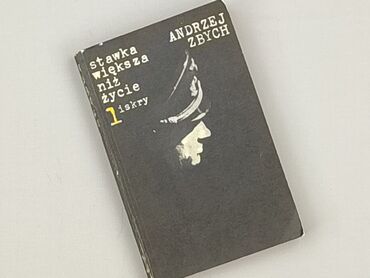 ANDRZEJ
ZBYCH
stawka
większa
niż
życie
1 iskry